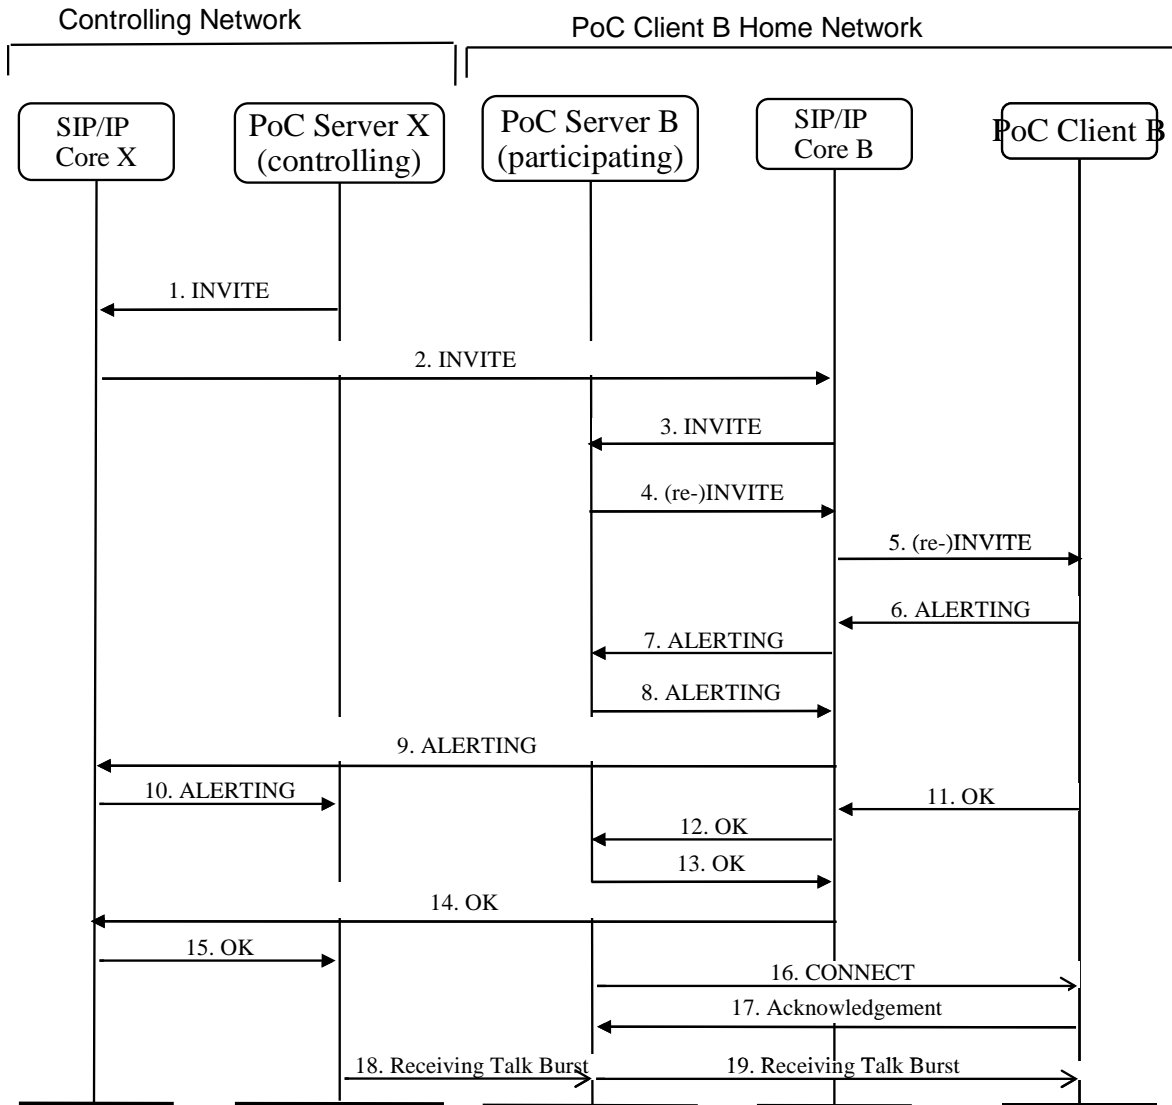 Controlling Network
PoC Client B Home Network
SIP/IP
Core X
PoC Server X
(controlling)
PoC Server B
(participating)
SIP/IP
Core B
PoC Client B
1. INVITE
2. INVITE
3. INVITE
4. (re-)INVITE
5. (re-)INVITE
6. ALERTING
7. ALERTING
8. ALERTING
9. ALERTING
10. ALERTING
11. OK
12. OK
13. OK
14. OK
15. OK
16. CONNECT
17. Acknowledgement
18. Receiving Talk Burst
19. Receiving Talk Burst